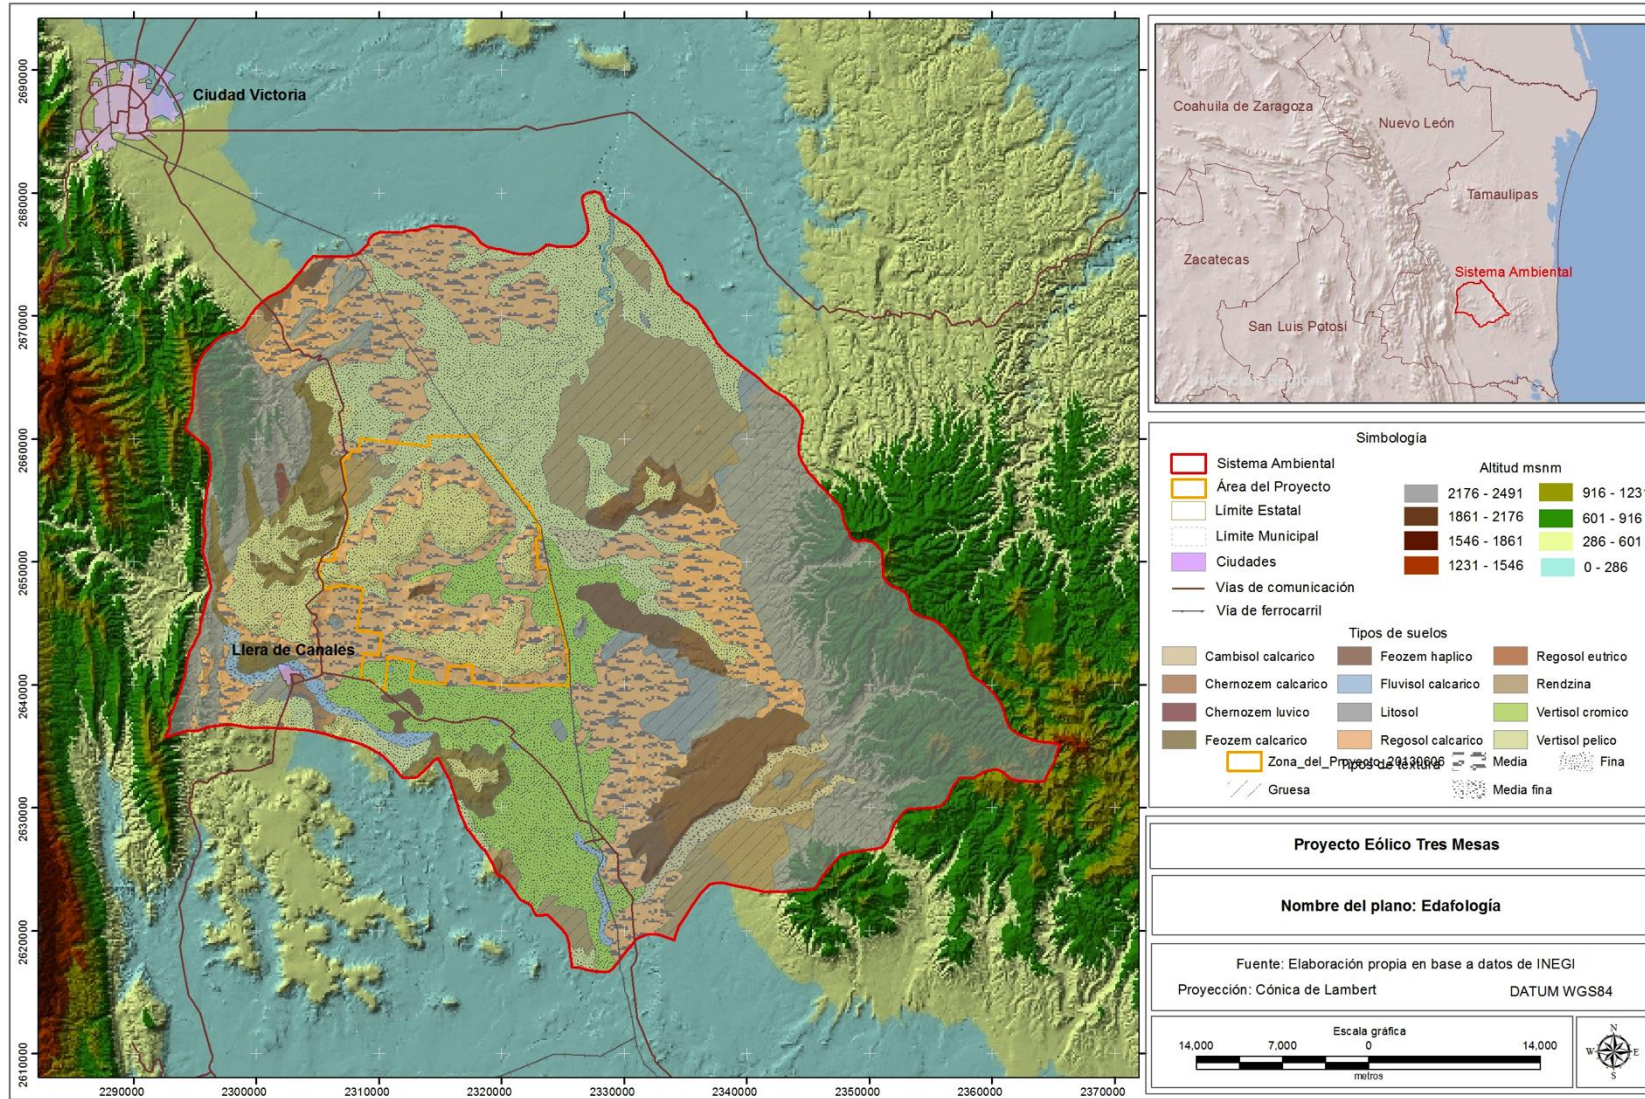 Ciudad Victoria
Llera de Canales
2690000
2680000
2670000
2660000
2650000
2640000
2630000
2620000
2610000
2290000
2300000
2310000
2320000
2330000
2340000
2350000
2360000
2370000
Coahuila de Zaragoza
Nuevo León
Tamaulipas
Zacatecas
Sistema Ambiental
San Luis Potosí
Simbología
Sistema Ambiental
Área del Proyecto
Límite Estatal
Límite Municipal
Ciudades
Vías de comunicación
Vía de ferrocarril
Altitud msnm
2176 - 2491
1861 - 2176
1546 - 1861
1231 - 1546
916 - 1231
601 - 916
286 - 601
0 - 286
Tipos de suelos
Cambisol calcarico
Chernozem calcarico
Chernozem luvico
Feozem calcarico
Feozem haplico
Fluvisol calcarico
Litosol
Regosol calcarico
Regosol eutrico
Rendzina
Vertisol cromico
Vertisol pelico
Zona_del_Proyecto_20130606
Tipos de textura
Media
Fina
Gruesa
Media fina
Proyecto Eólico Tres Mesas
Nombre del plano: Edafología
Fuente: Elaboración propia en base a datos de INEGI
Proyección: Cónica de Lambert
DATUM WGS84
Escala gráfica
14,000 7,000 0 14,000
metros
N
W E
S